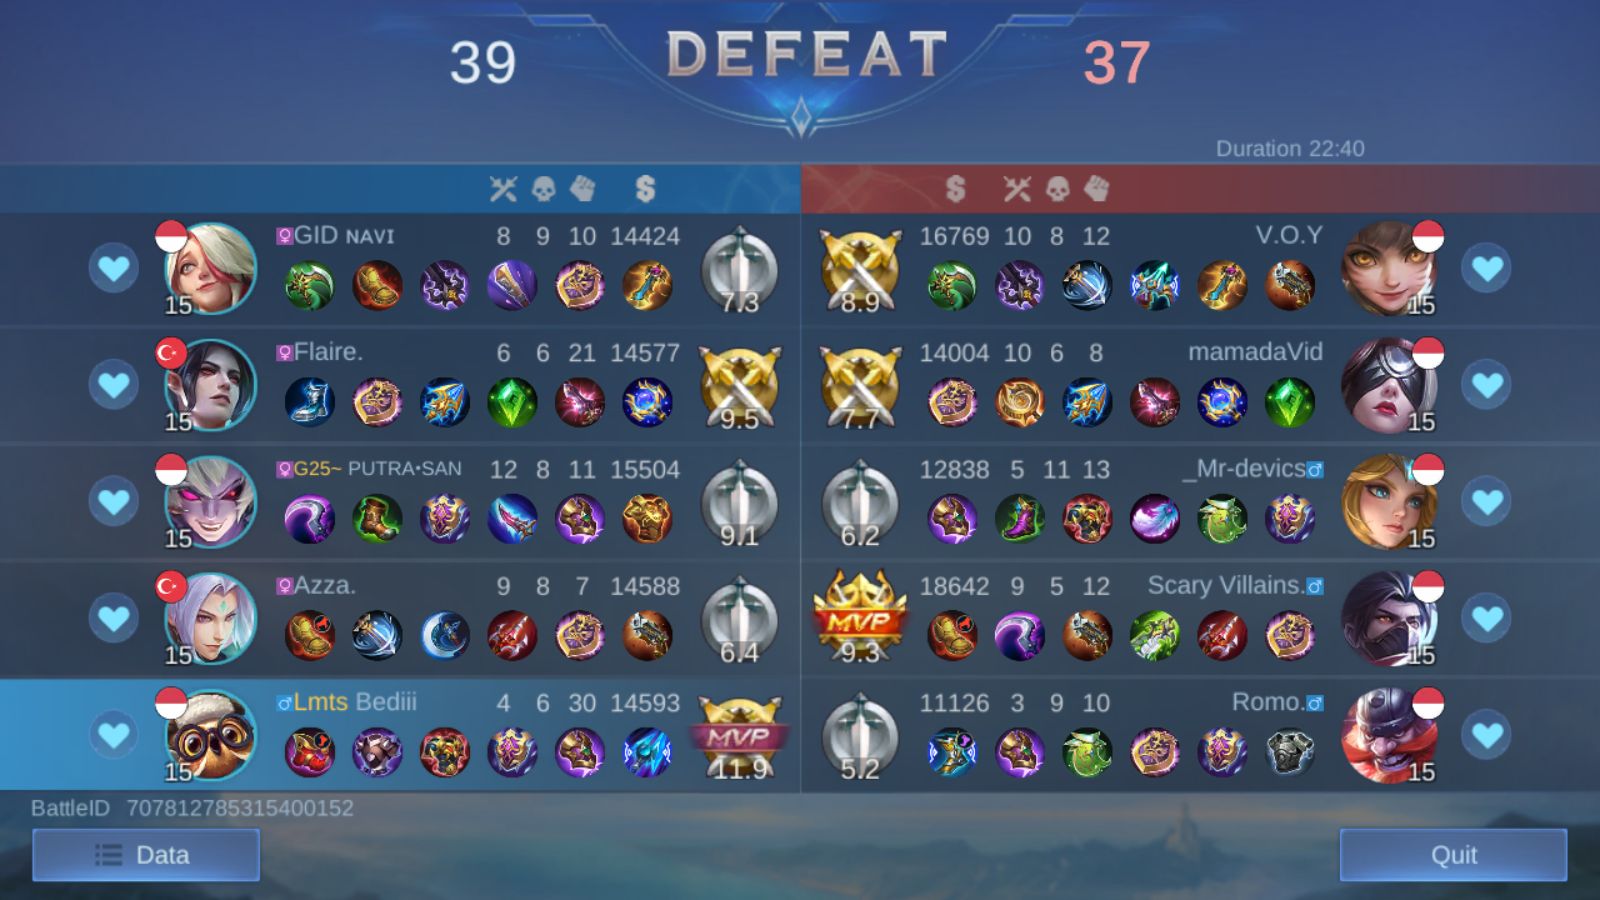 39 DEFEAT 37
Duration 22:40
GID NAVI 8 9 10 14424
15 7.3
8.9 16769 10 8 12 V.O.Y
15
Flaire. 6 6 21 14577
15 9.5
7.7 14004 10 6 8 mamadaVid
15
G25~ PUTRA•SAN 12 8 11 15504
15 9.1
6.2 12838 5 11 13 _Mr-devics
15
Azza. 9 8 7 14588
15 6.4
MVP 9.3 18642 9 5 12 Scary Villains.
15
Lmts Bediii 4 6 30 14593
15 MVP 11.9
5.2 11126 3 9 10 Romo.
15
BattleID 707812785315400152
Data
Quit